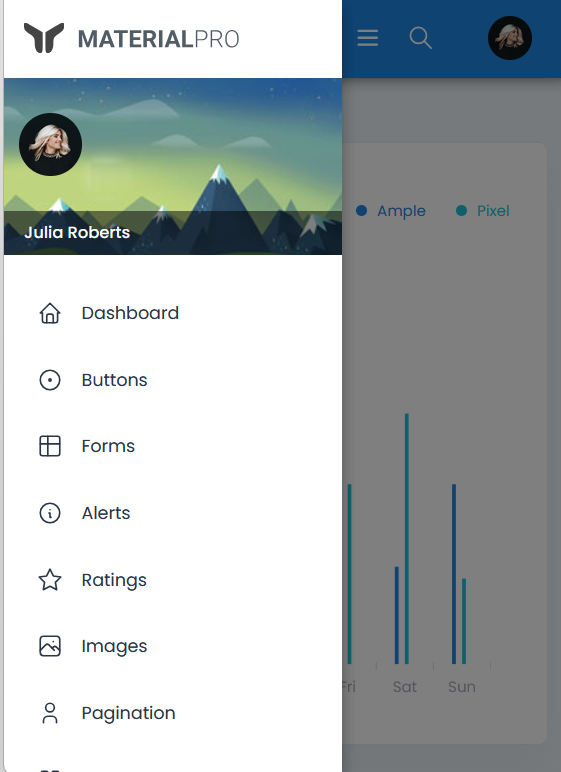 MATERIALPRO
Julia Roberts
Dashboard
Buttons
Forms
Alerts
Ratings
Images
Pagination
Ample Pixel
Fri Sat Sun